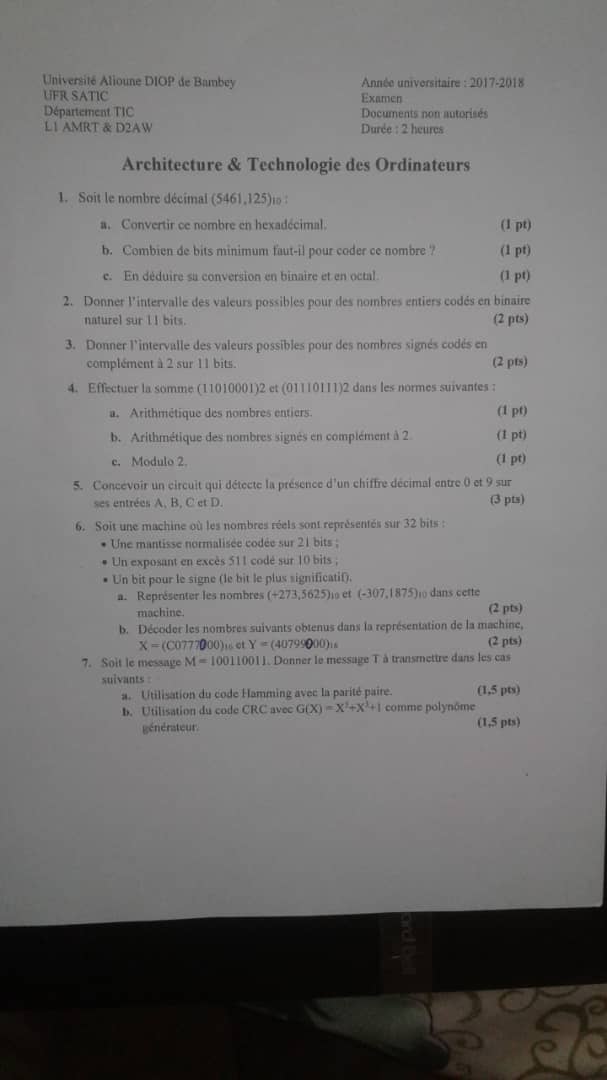 Université Alioune DIOP de Bambey
UFR SATIC
Département TIC
L1 AMRT & D2AW
Année universitaire : 2017-2018
Examen
Documents non autorisés
Durée : 2 heures
Architecture & Technologie des Ordinateurs
1. Soit le nombre décimal (5461,125)₁₀ :
a. Convertir ce nombre en hexadécimal. (1 pt)
b. Combien de bits minimum faut-il pour coder ce nombre ? (1 pt)
c. En déduire sa conversion en binaire et en octal. (1 pt)
2. Donner l'intervalle des valeurs possibles pour des nombres entiers codés en binaire
naturel sur 11 bits. (2 pts)
3. Donner l'intervalle des valeurs possibles pour des nombres signés codés en
complément à 2 sur 11 bits. (2 pts)
4. Effectuer la somme (11010001)2 et (01110111)2 dans les normes suivantes :
a. Arithmétique des nombres entiers. (1 pt)
b. Arithmétique des nombres signés en complément à 2. (1 pt)
c. Modulo 2. (1 pt)
5. Concevoir un circuit qui détecte la présence d'un chiffre décimal entre 0 et 9 sur
ses entrées A, B, C et D. (3 pts)
6. Soit une machine où les nombres réels sont représentés sur 32 bits :
• Une mantisse normalisée codée sur 21 bits ;
• Un exposant en excès 511 codé sur 10 bits ;
• Un bit pour le signe (le bit le plus significatif).
a. Représenter les nombres (+273,5625)₁₀ et (-307,1875)₁₀ dans cette
machine. (2 pts)
b. Décoder les nombres suivants obtenus dans la représentation de la machine,
X = (C0777000)₁₆ et Y = (40799000)₁₆ (2 pts)
7. Soit le message M = 100110011. Donner le message T à transmettre dans les cas
suivants :
a. Utilisation du code Hamming avec la parité paire. (1,5 pts)
b. Utilisation du code CRC avec comme polynôme
générateur. (1,5 pts)